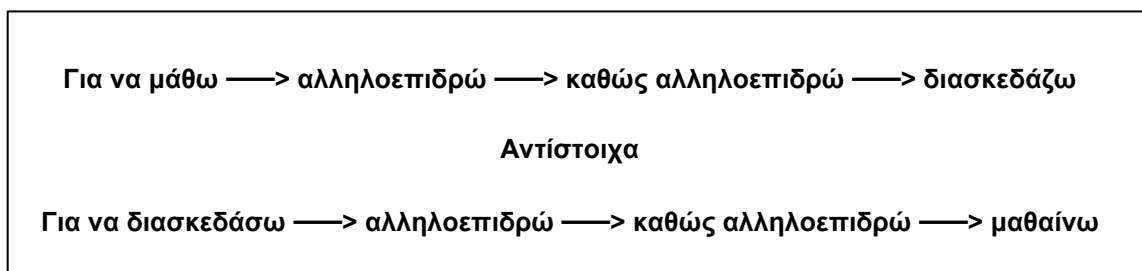 Για να μάθω ——> αλληλοεπιδρώ ——> καθώς αλληλοεπιδρώ ——> διασκεδάζω
Αντίστοιχα
Για να διασκεδάσω ——> αλληλοεπιδρώ ——> καθώς αλληλοεπιδρώ ——> μαθαίνω